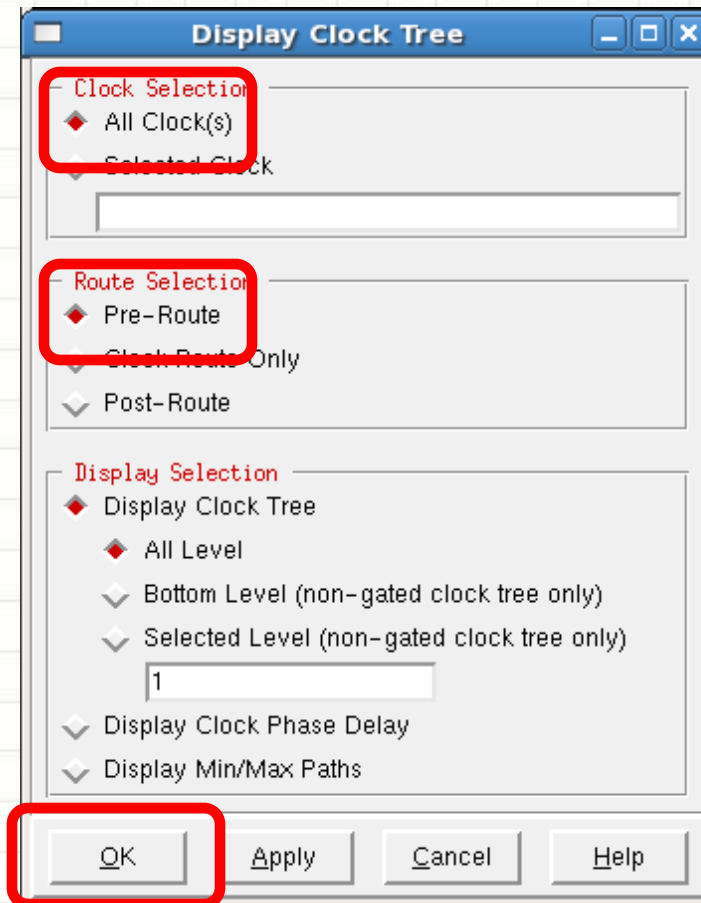 Display Clock Tree
Clock Selection
All Clock(s)
Selected Clock
Route Selection
Pre-Route
Clock Route Only
Post-Route
Display Selection
Display Clock Tree
All Level
Bottom Level (non-gated clock tree only)
Selected Level (non-gated clock tree only)
1
Display Clock Phase Delay
Display Min/Max Paths
OK Apply Cancel Help